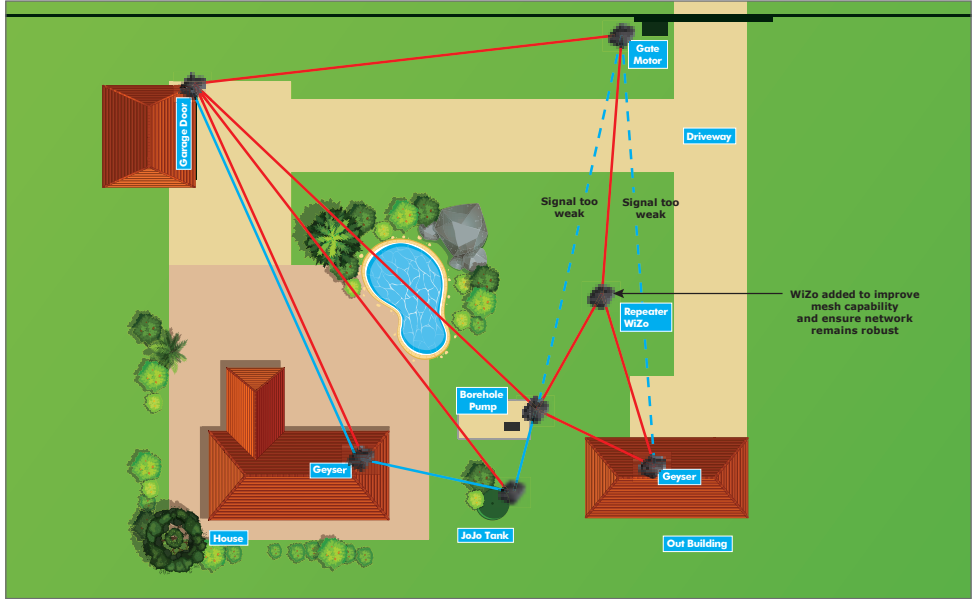 Gate
Motor
Garage Door
Driveway
Signal too
weak
Signal too
weak
WiZo added to improve
mesh capability
and ensure network
remains robust
Repeater
WiZo
Borehole
Pump
Geyser
Geyser
House
JoJo Tank
Out Building